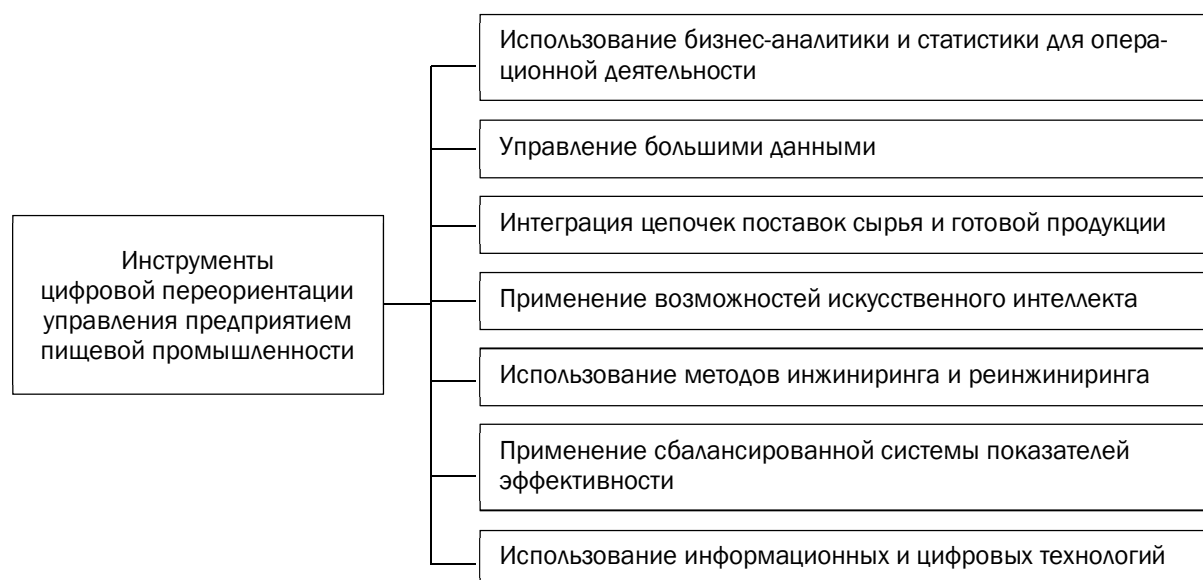 Инструменты
цифровой переориентации
управления предприятием
пищевой промышленности
Использование бизнес-аналитики и статистики для опера-
ционной деятельности
Управление большими данными
Интеграция цепочек поставок сырья и готовой продукции
Применение возможностей искусственного интеллекта
Использование методов инжиниринга и реинжиниринга
Применение сбалансированной системы показателей
эффективности
Использование информационных и цифровых технологий